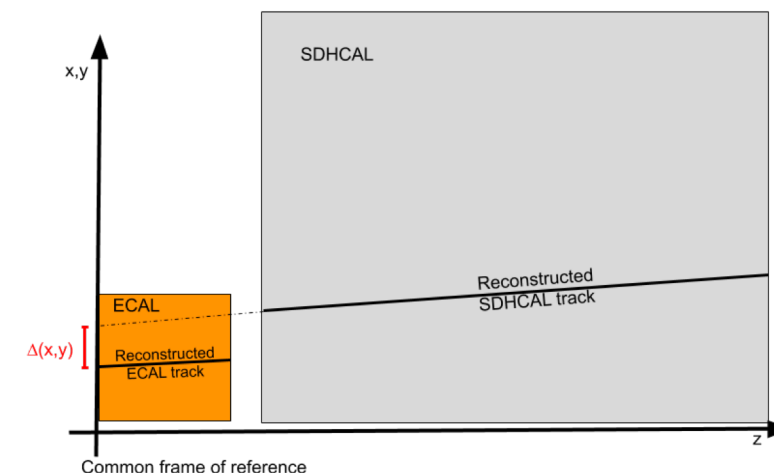 SDHCAL
x,y
Reconstructed
SDHCAL track
ECAL
Δ(x,y)
Reconstructed
ECAL track
z
Common frame of reference